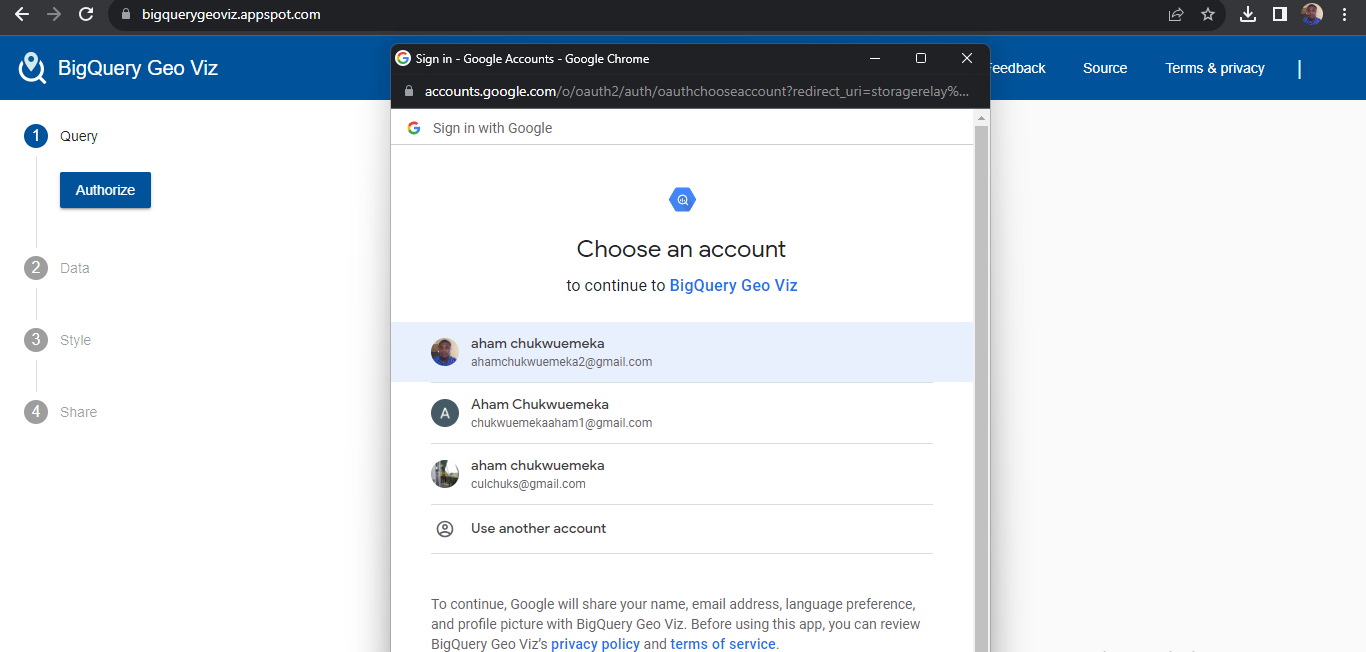 bigquerygeoviz.appspot.com
BigQuery Geo Viz
Sign in - Google Accounts - Google Chrome
Feedback
Source
Terms & privacy
accounts.google.com/o/oauth2/auth/oauthchooseaccount?redirect_uri=storagerelay%...
1 Query
Authorize
2 Data
3 Style
4 Share
Sign in with Google
Choose an account
to continue to BigQuery Geo Viz
aham chukwuemeka
ahamchukwuemeka2@gmail.com
A
Aham Chukwuemeka
chukwuemekaaham1@gmail.com
aham chukwuemeka
culchuks@gmail.com
Use another account
To continue, Google will share your name, email address, language preference,
and profile picture with BigQuery Geo Viz. Before using this app, you can review
BigQuery Geo Viz's privacy policy and terms of service.